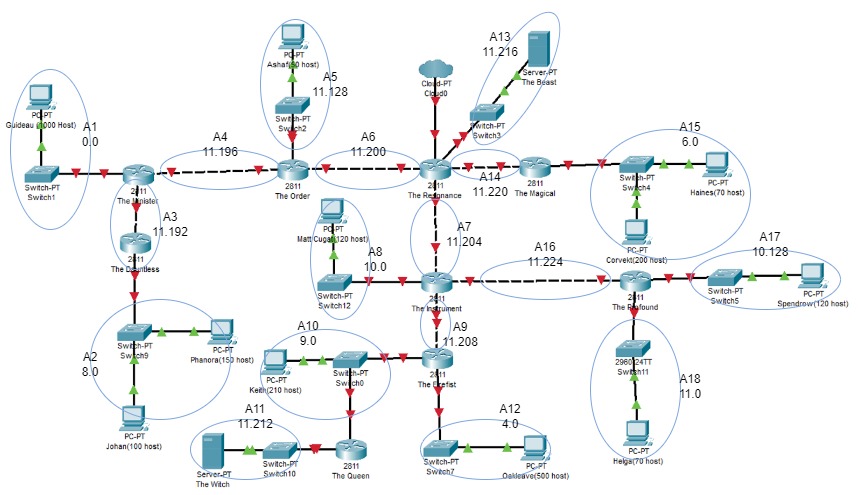 A13
11.216
PC-PT
Ashaf(50 host)
A5
11.128
Switch-PT
Switch2
Cloud-PT
Cloud0
Server-PT
The Beast
Switch-PT
Switch3
PC-PT
Guideau
A1
0.0
Switch-PT
Switch1
A4
11.196
A6
11.200
A14
11.220
A15
6.0
2811
The Minister
2811
The Order
2811
The Resonance
2811
The Magical
Switch-PT
Switch4
PC-PT
Haines(70 host)
PC-PT
Corvekt(200 host)
A3
11.192
2811
The Dauntless
PC-PT
Matt Cugat(120 host)
A8
10.0
Switch-PT
Switch12
A7
11.204
A16
11.224
A17
10.128
2811
The Instrument
2811
The Profound
Switch-PT
Switch5
PC-PT
Spendrow(120 host)
A2
8.0
Switch-PT
Switch9
PC-PT
Phanora(150 host)
PC-PT
Johan(100 host)
A10
9.0
PC-PT
Keith(210 host)
Switch-PT
Switch0
A9
11.208
2811
The Firefist
2960-24TT
Switch11
A18
11.0
PC-PT
Helga(70 host)
A11
11.212
Server-PT
The Witch
Switch-PT
Switch10
2811
The Queen
A12
4.0
Switch-PT
Switch7
PC-PT
Oakleave(500 host)